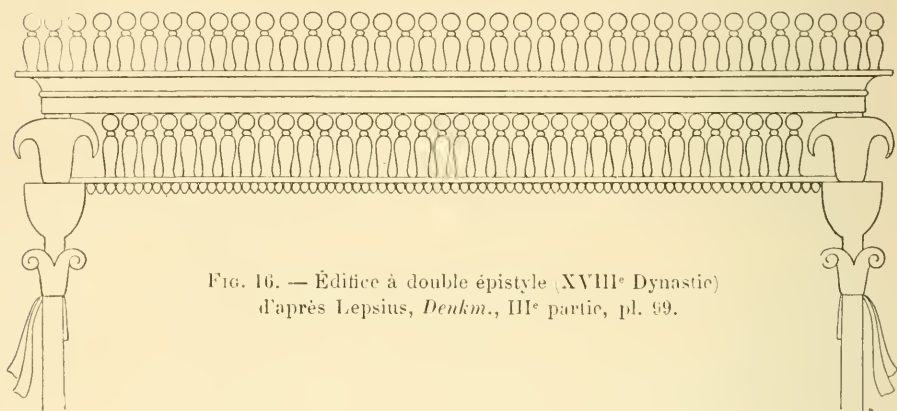 FIG. 16. — Édifice à double épistyle (XVIIIe Dynastie)
d'après Lepsius, Denkm., IIIe partie, pl. 99.